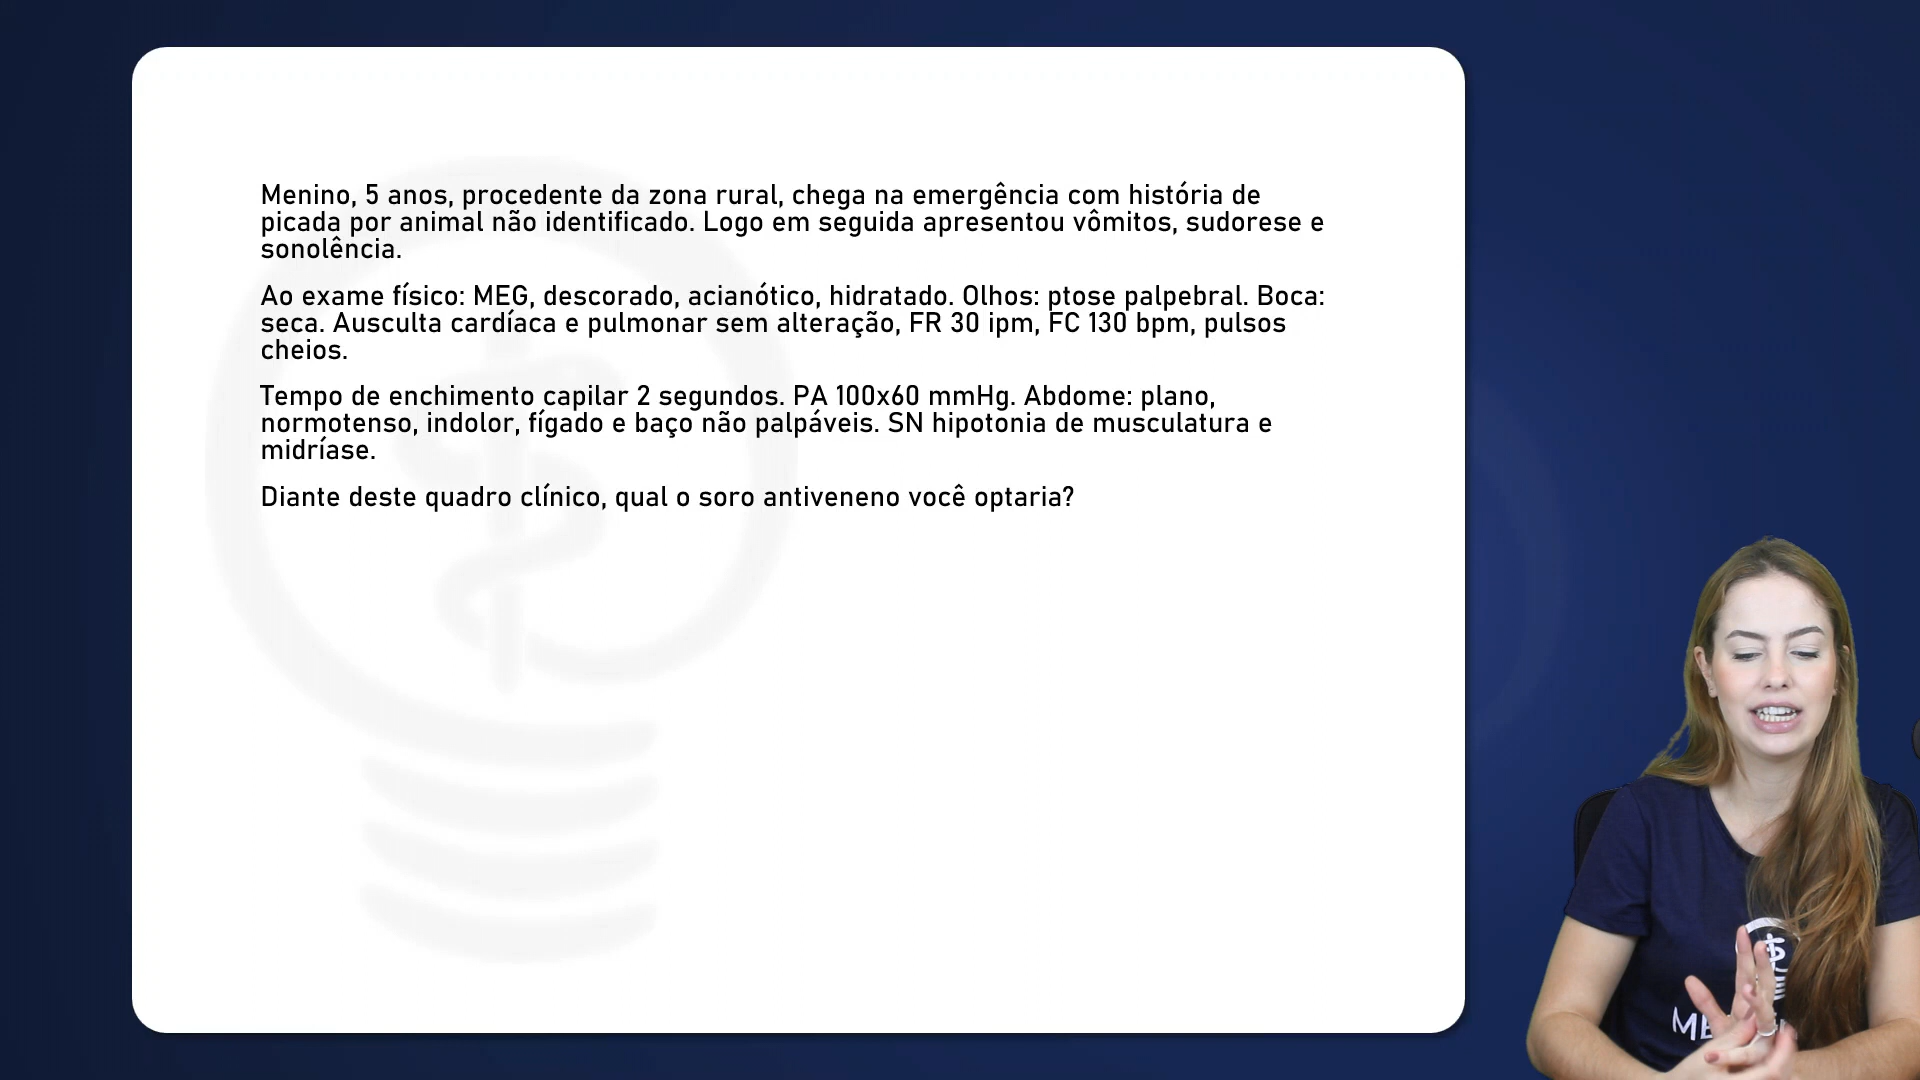 Menino, 5 anos, procedente da zona rural, chega na emergência com história de
picada por animal não identificado. Logo em seguida apresentou vômitos, sudorese e
sonolência.
Ao exame físico: MEG, descorado, acianótico, hidratado. Olhos: ptose palpebral. Boca:
seca. Ausculta cardíaca e pulmonar sem alteração, FR 30 ipm, FC 130 bpm, pulsos
cheios.
Tempo de enchimento capilar 2 segundos. PA 100x60 mmHg. Abdome: plano,
normotenso, indolor, fígado e baço não palpáveis. SN hipotonia de musculatura e
midríase.
Diante deste quadro clínico, qual o soro antiveneno você optaria?